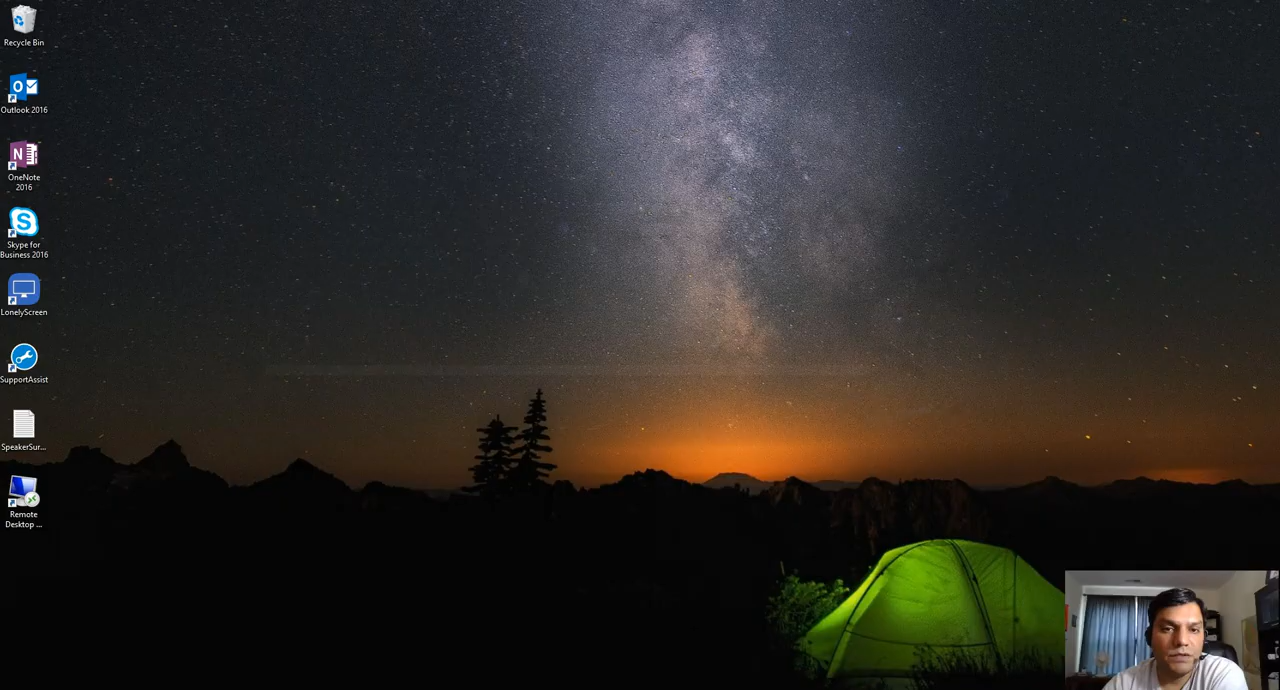 Recycle Bin
Outlook 2016
OneNote
2016
Skype for
Business 2016
LonelyScreen
SupportAssist
SpeakerSur...
Remote
Desktop ...